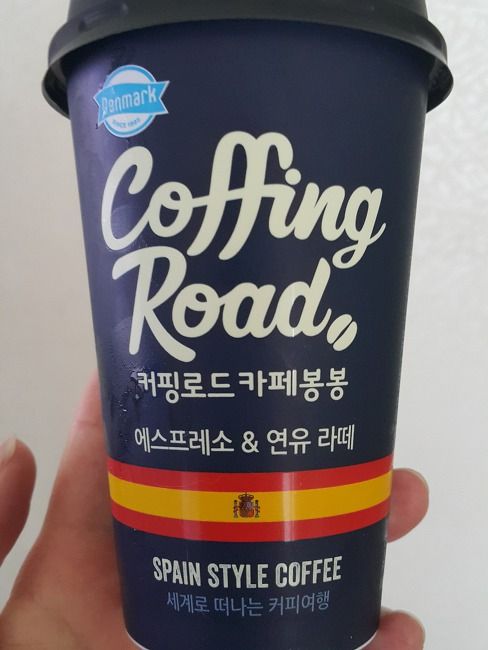 Denmark
SINCE 1985
Coffing
Road
커핑로드카페봉봉
에스프레소 & 연유 라떼
SPAIN STYLE COFFEE
세계로 떠나는 커피여행